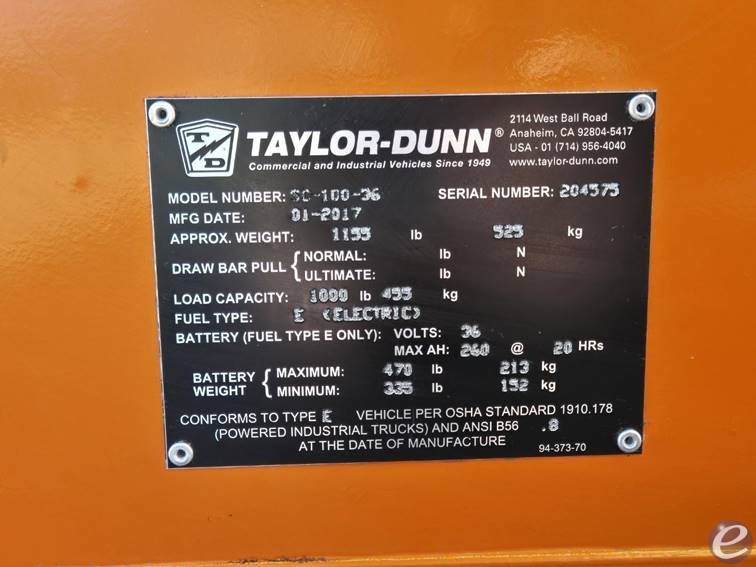 T/D
TAYLOR-DUNN®
Commercial and Industrial Vehicles Since 1949
2114 West Ball Road
Anaheim, CA 92804-5417
USA - 01 (714) 956-4040
www.taylor-dunn.com
MODEL NUMBER: SC-100-36 SERIAL NUMBER: 204575
MFG DATE: 01-2017
APPROX. WEIGHT: 1155 lb 525 kg
DRAW BAR PULL { NORMAL: lb N
ULTIMATE: lb N
LOAD CAPACITY: 1000 lb 455 kg
FUEL TYPE: E (ELECTRIC)
BATTERY (FUEL TYPE E ONLY): VOLTS: 36
MAX AH: 260 @ 20 HRs
BATTERY WEIGHT { MAXIMUM: 470 lb 213 kg
MINIMUM: 335 lb 152 kg
CONFORMS TO TYPE E VEHICLE PER OSHA STANDARD 1910.178
(POWERED INDUSTRIAL TRUCKS) AND ANSI B56 .8
AT THE DATE OF MANUFACTURE 94-373-70
e